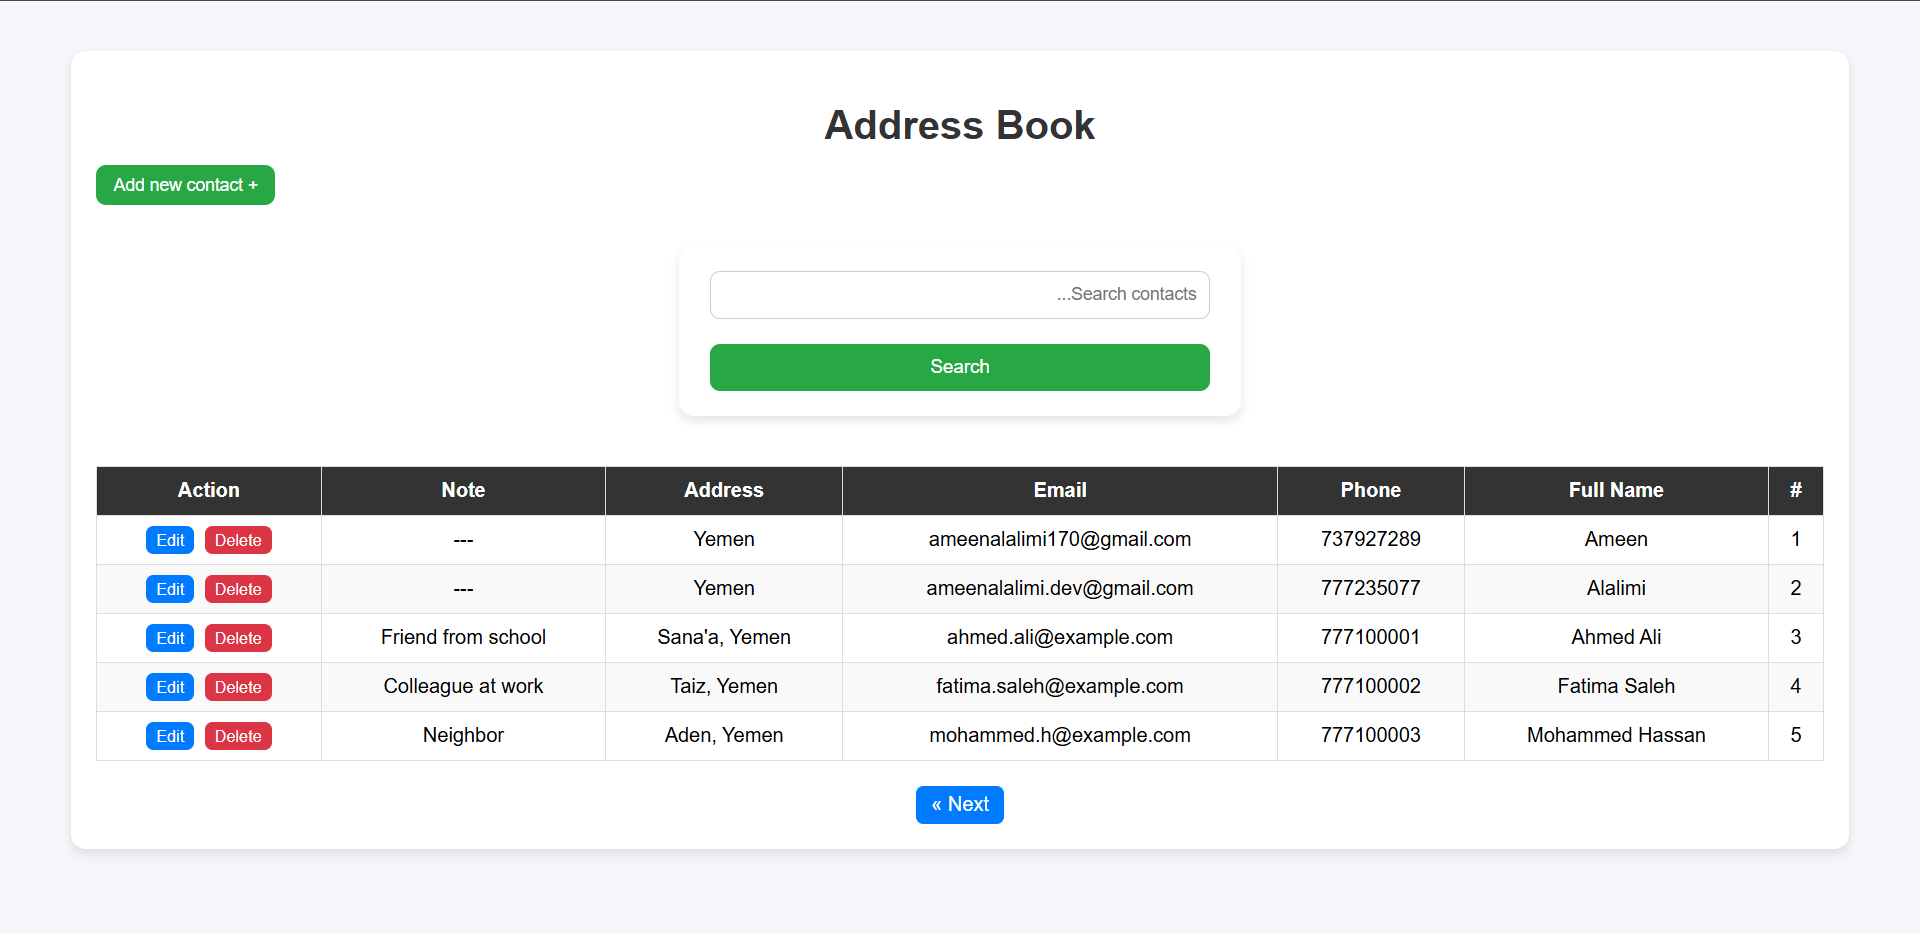 Address Book
Add new contact +
...Search contacts
Search
Action Note Address Email Phone Full Name #
Edit Delete --- Yemen ameenalalimi170@gmail.com 737927289 Ameen 1
Edit Delete --- Yemen ameenalalimi.dev@gmail.com 777235077 Alalimi 2
Edit Delete Friend from school Sana'a, Yemen ahmed.ali@example.com 777100001 Ahmed Ali 3
Edit Delete Colleague at work Taiz, Yemen fatima.saleh@example.com 777100002 Fatima Saleh 4
Edit Delete Neighbor Aden, Yemen mohammed.h@example.com 777100003 Mohammed Hassan 5
« Next